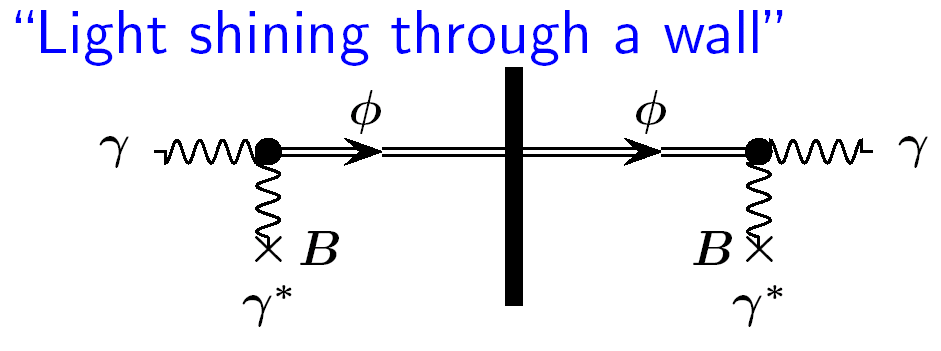 “Light shining through a wall”
ϕ ϕ
γ γ
B B
γ* γ*